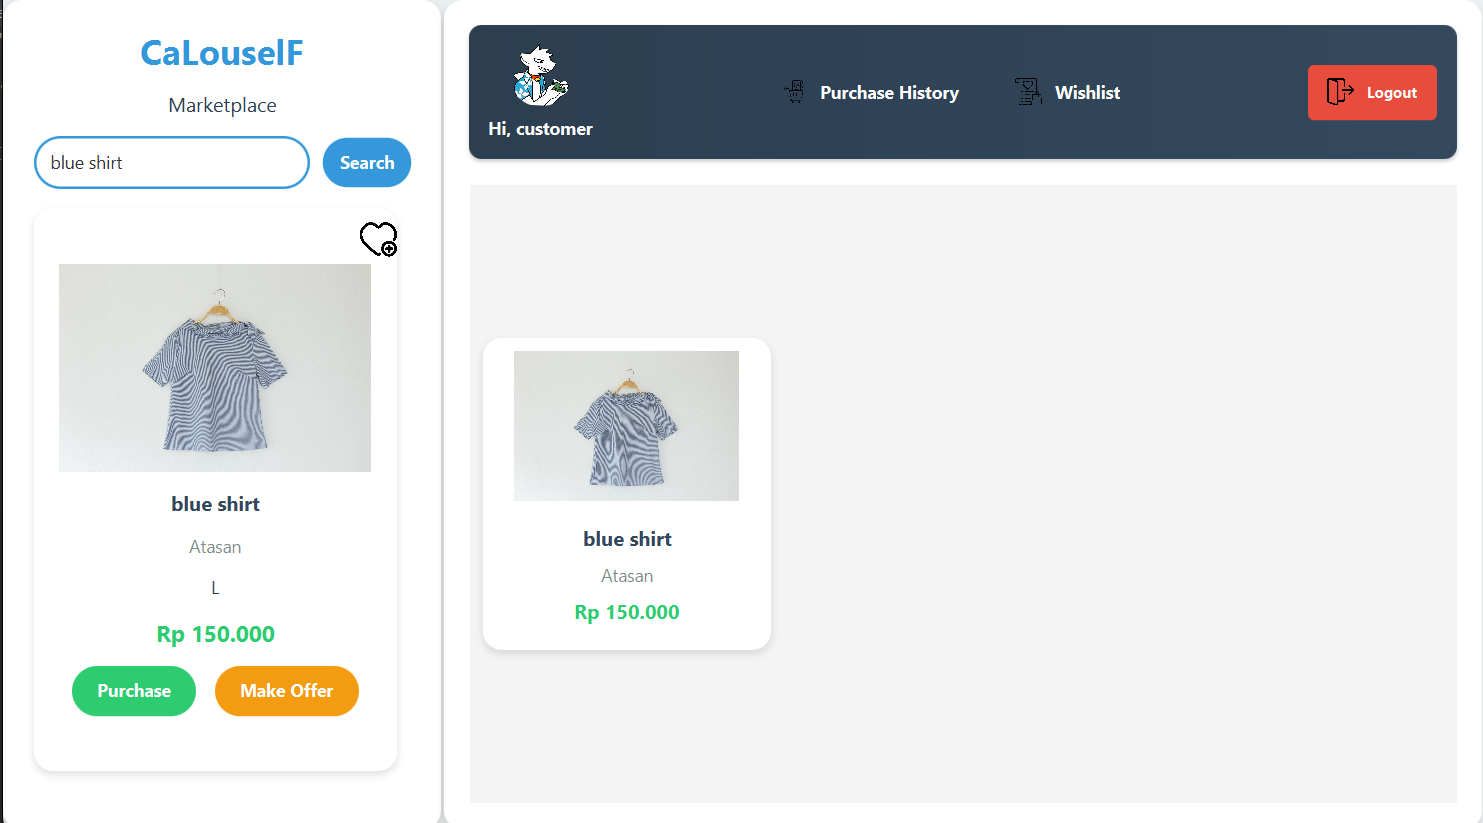 CaLouselF
Marketplace
blue shirt
Search
blue shirt
Atasan
L
Rp 150.000
Purchase
Make Offer
Hi, customer
Purchase History
Wishlist
Logout
blue shirt
Atasan
Rp 150.000